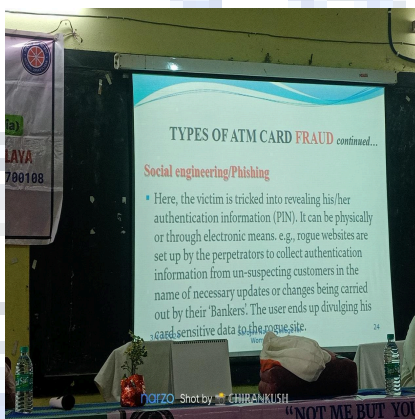 LAYA
700108
TYPES OF ATM CARD FRAUD continued...
Social engineering/Phishing
Here, the victim is tricked into revealing his/her
authentication information (PIN). It can be physically
or through electronic means. e.g., rogue websites are
set up by the perpetrators to collect authentication
information from un-suspecting customers in the
name of necessary updates or changes being carried
out by their 'Bankers'. The user ends up divulging his
card sensitive data to the rogue site.
24
narzo Shot by CHIRANKUSH
"NOT ME BUT YO